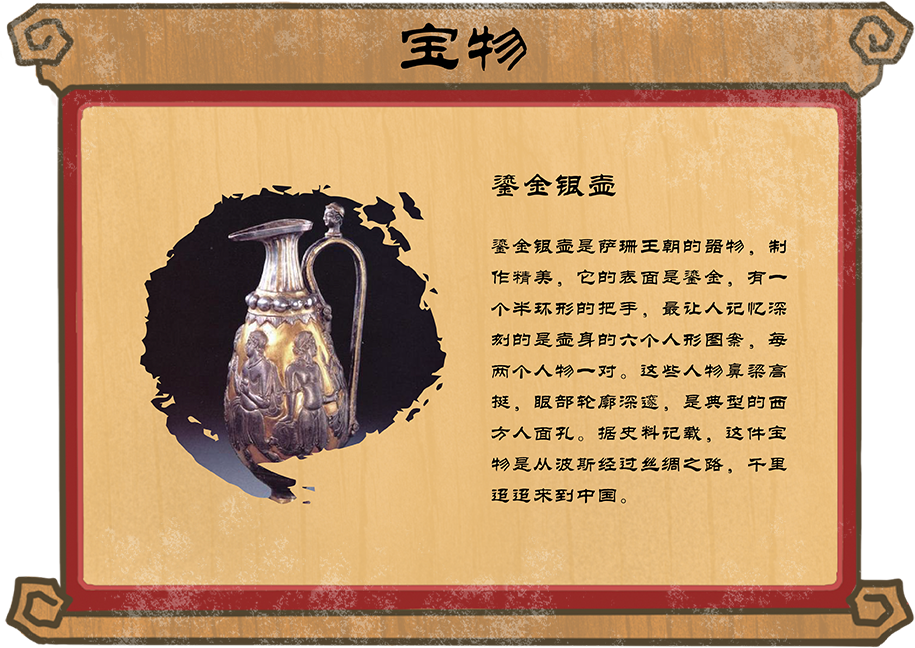 宝物
鎏金银壶
鎏金银壶是萨珊王朝的器物，制
作精美，它的表面是鎏金，有一
个半环形的把手，最让人记忆深
刻的是壶身的六个人形图案，每
两个人物一对。这些人物鼻梁高
挺，眼部轮廓深邃，是典型的西
方人面孔。据史料记载，这件宝
物是从波斯经过丝绸之路，千里
迢迢来到中国。